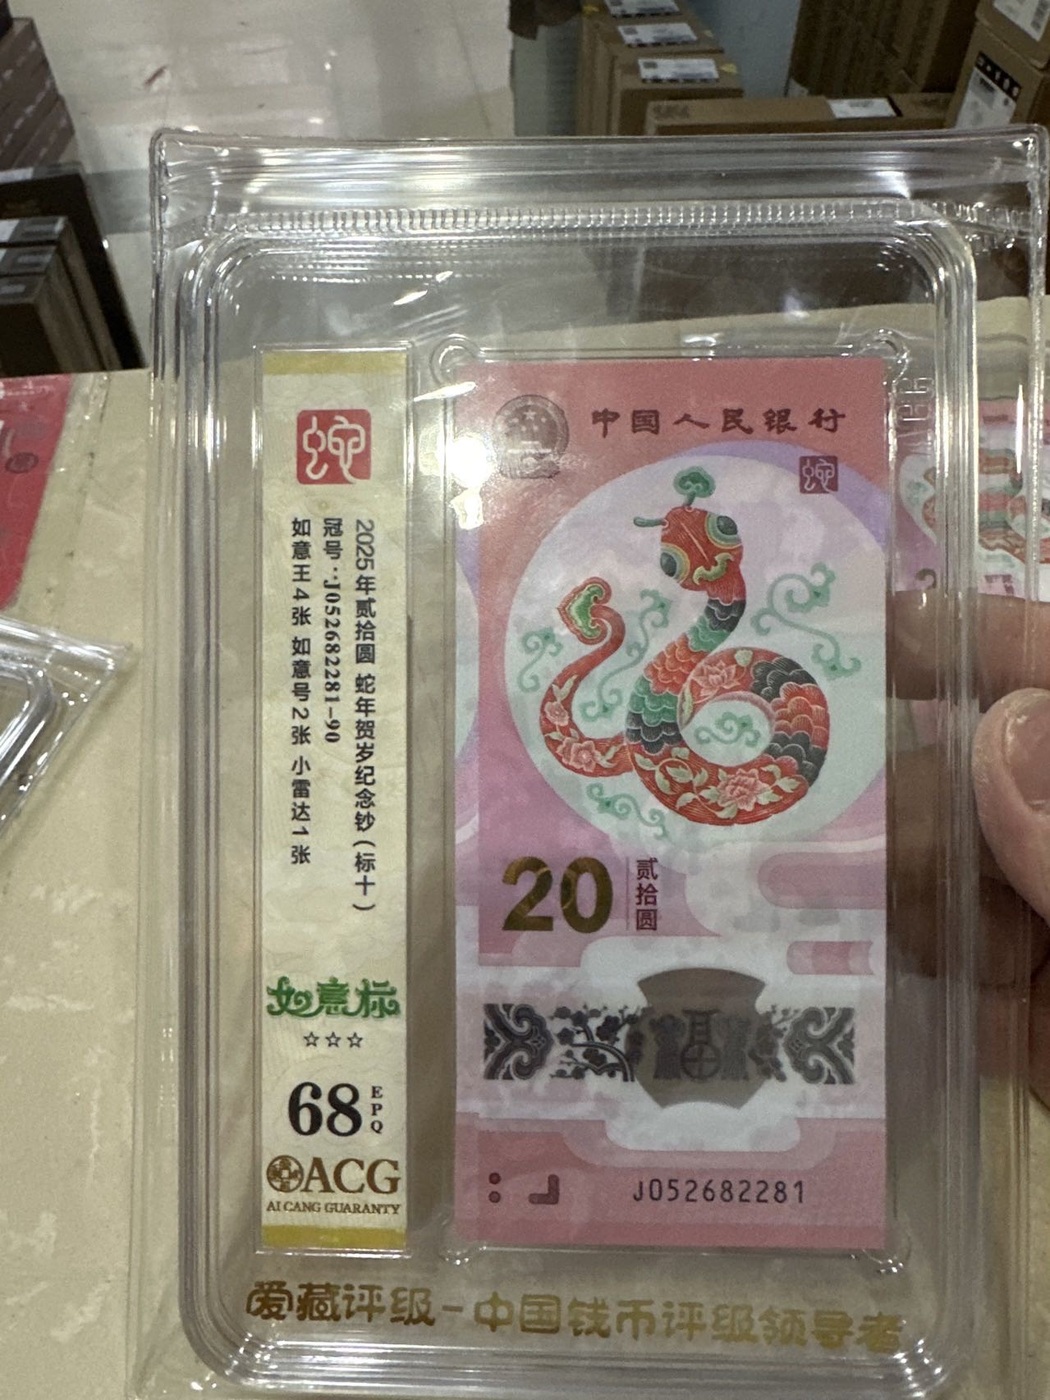 蛇
2025年贰拾圆 蛇年贺岁纪念钞(标十)
冠号:J052682281-90
如意王4张 如意号2张 小雷达1张
如意标
☆☆☆
68
EPQ
ACG
AI CANG GUARANTY
中国人民银行
蛇
20
贰拾圆
J052682281
爱藏评级-中国钱币评级领导者